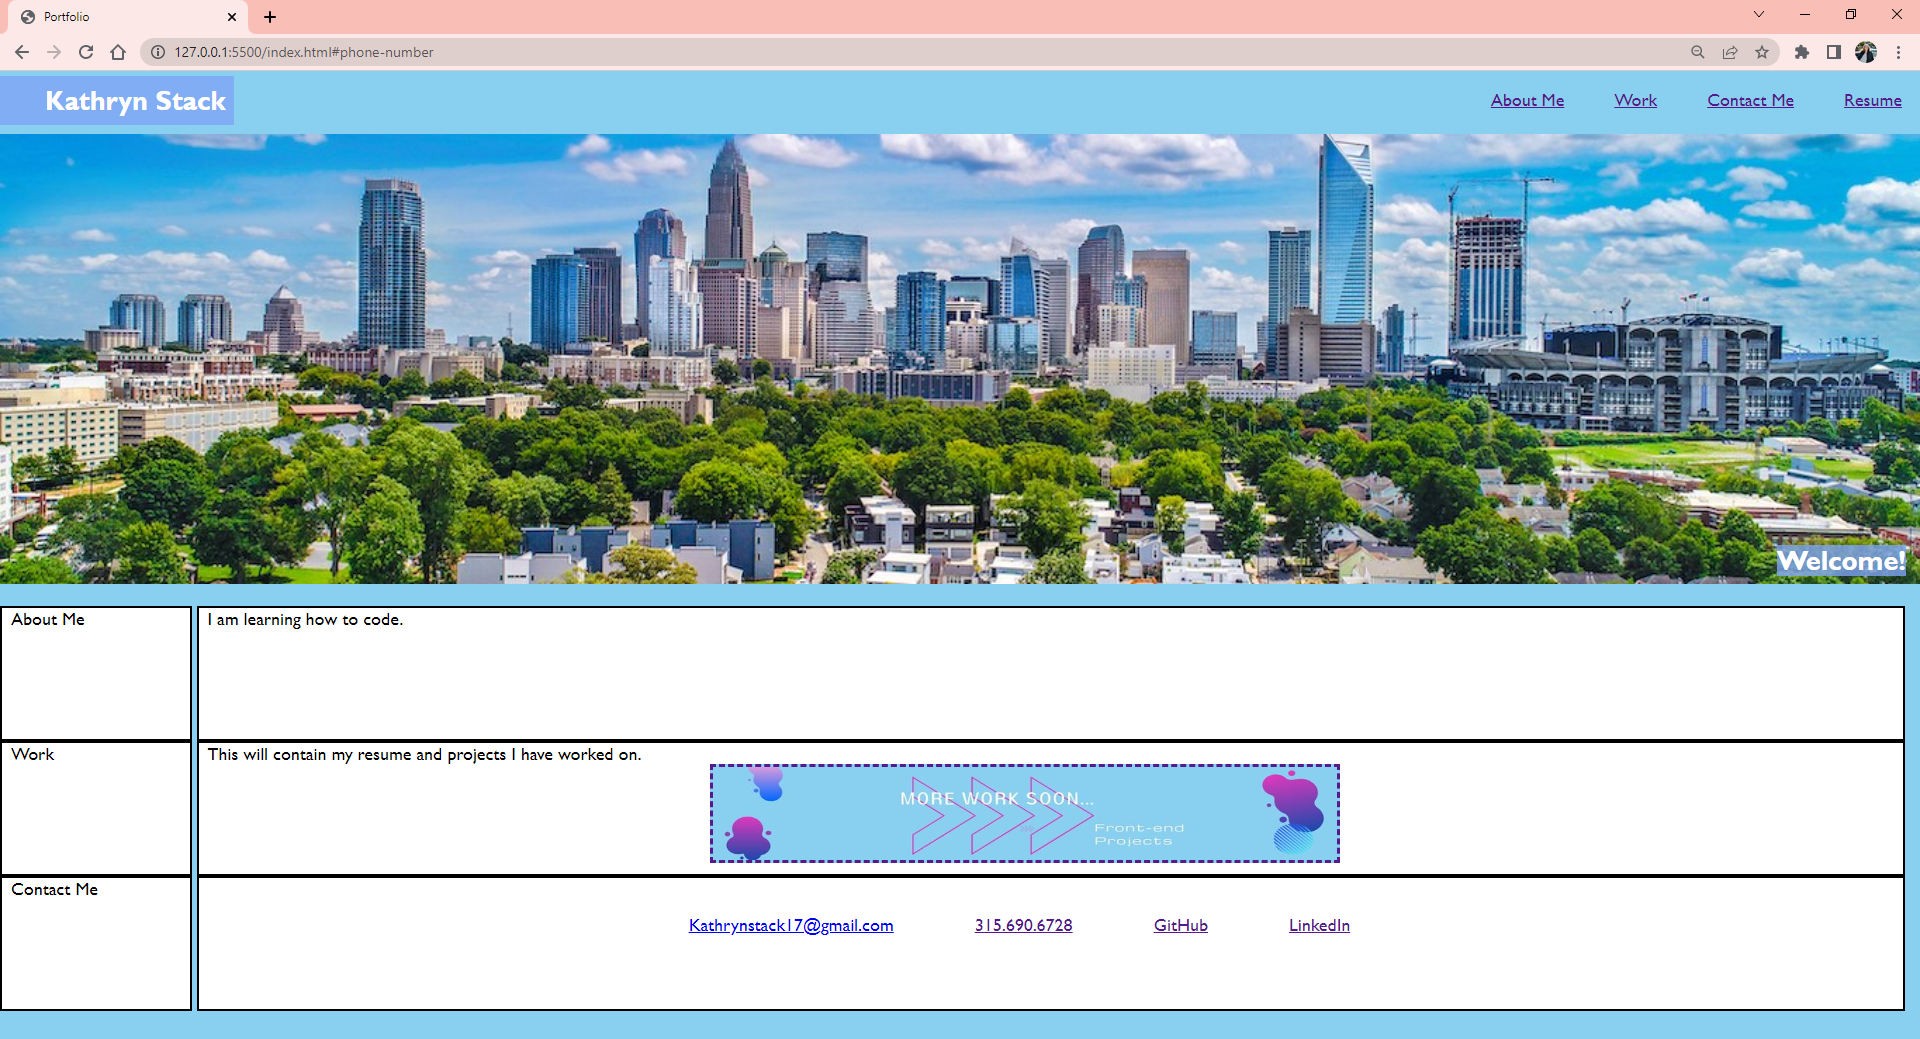 Portfolio
127.0.0.1:5500/index.html#phone-number
Kathryn Stack
About Me Work Contact Me Resume
Welcome!
About Me
I am learning how to code.
Work
This will contain my resume and projects I have worked on.
MORE WORK SOON...
Front-end
Projects
Contact Me
Kathrynstack17@gmail.com 315.690.6728 GitHub LinkedIn